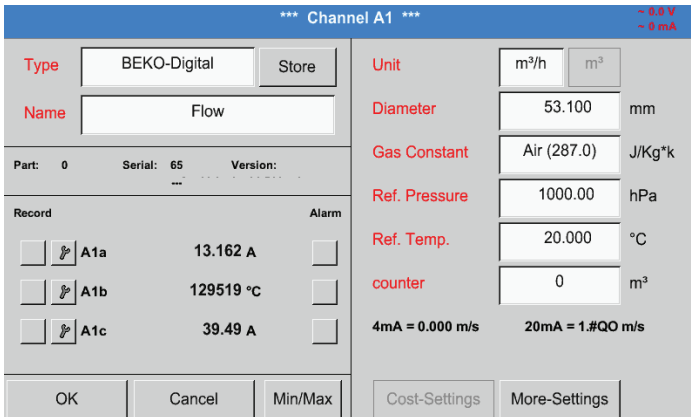 *** Channel A1 ***
~ 0.0 V
~ 0 mA
Type
BEKO-Digital
Store
Name
Flow
Part: 0 Serial: 65 Version:
---
Record
Alarm
A1a 13.162 A
A1b 129519 °C
A1c 39.49 A
OK
Cancel
Min/Max
Unit
m³/h
m³
Diameter
53.100
mm
Gas Constant
Air (287.0)
J/Kg*k
Ref. Pressure
1000.00
hPa
Ref. Temp.
20.000
°C
counter
0
m³
4mA = 0.000 m/s
20mA = 1.#QO m/s
Cost-Settings
More-Settings